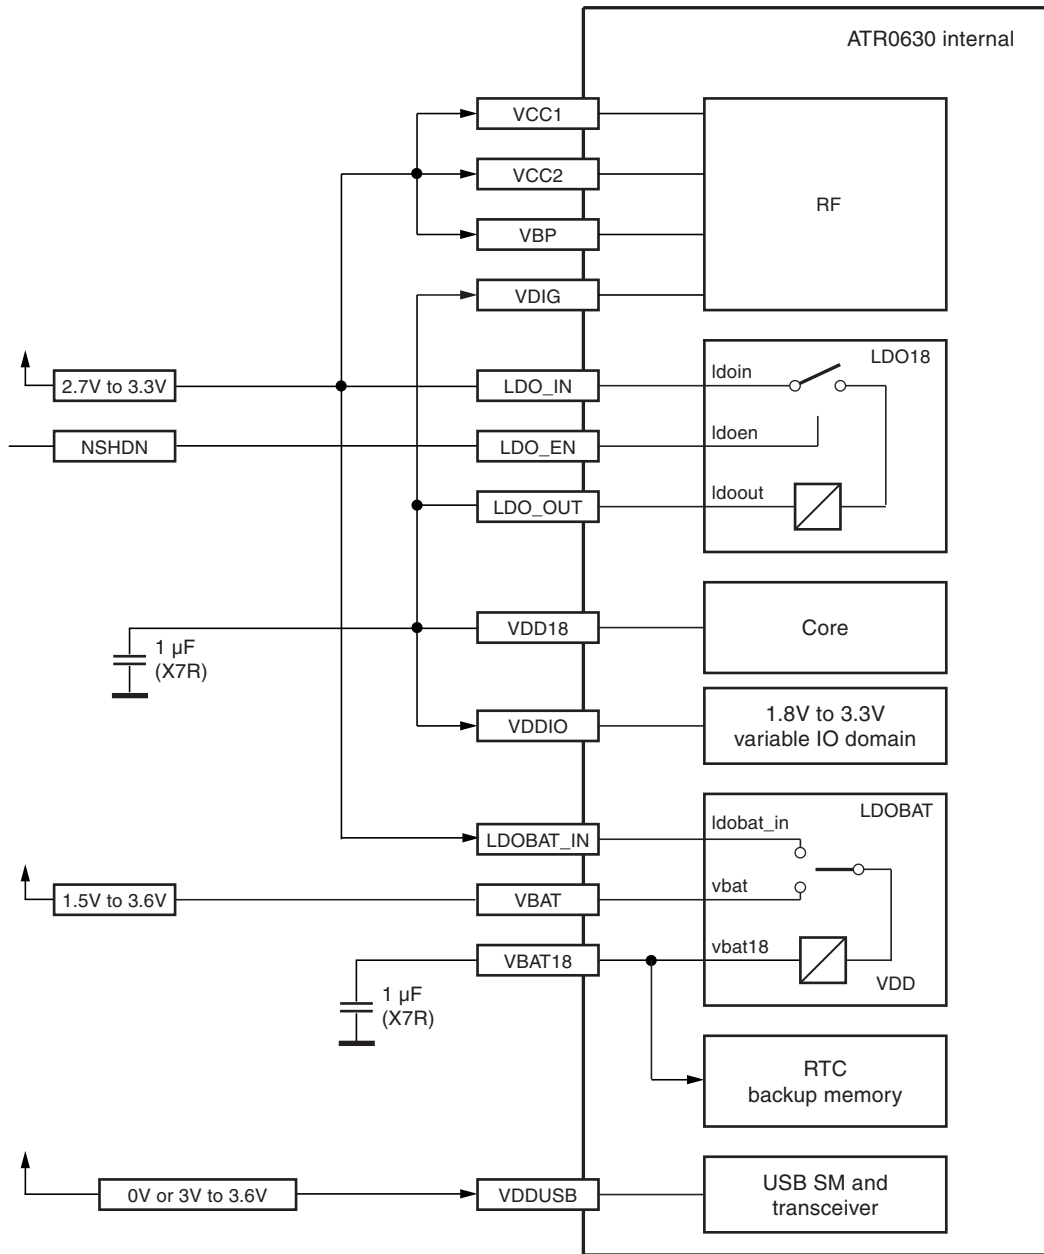 ATR0630 internal
VCC1
VCC2
RF
VBP
VDIG
LDO18
2.7V to 3.3V
LDO_IN
ldoin
NSHDN
LDO_EN
ldoen
LDO_OUT
ldoout
VDD18
Core
1 µF
(X7R)
VDDIO
1.8V to 3.3V
variable IO domain
LDOBAT
LDOBAT_IN
ldobat_in
1.5V to 3.6V
VBAT
vbat
VBAT18
vbat18
VDD
1 µF
(X7R)
RTC
backup memory
0V or 3V to 3.6V
VDDUSB
USB SM and
transceiver